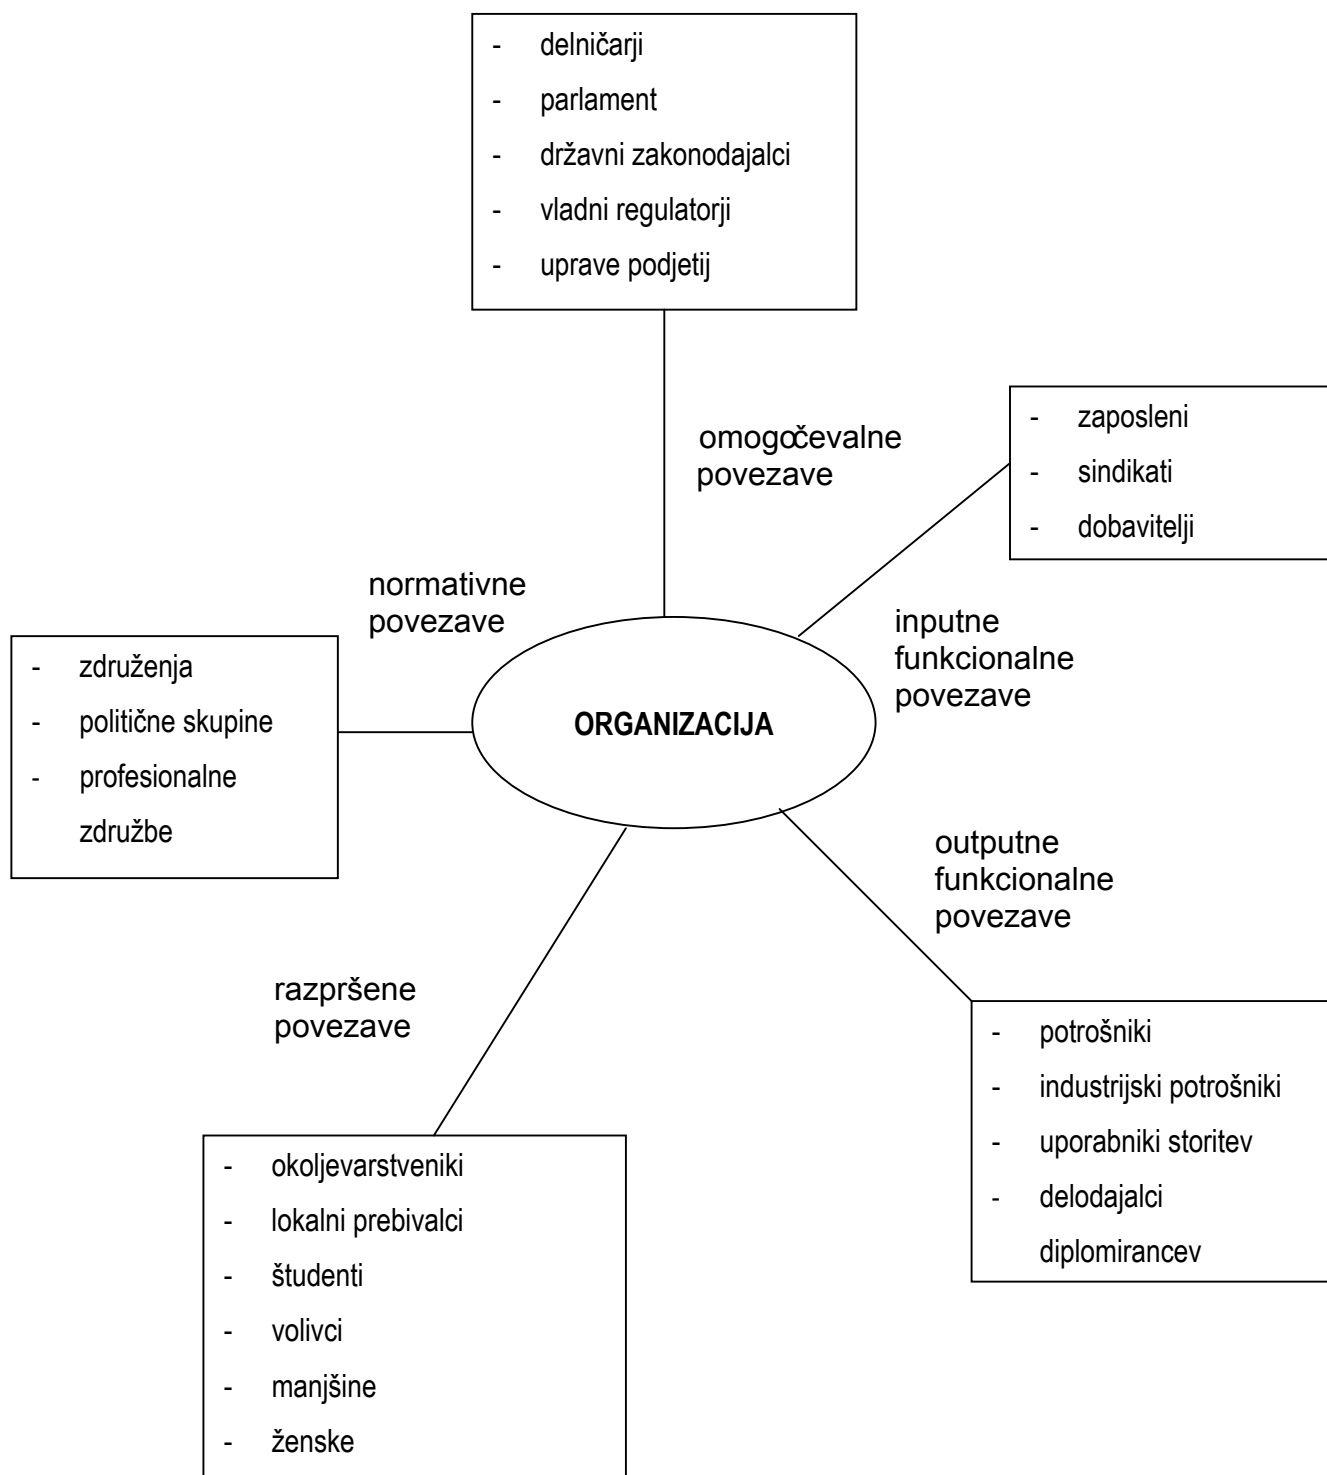 - delničarji
- parlament
- državni zakonodajalci
- vladni regulatorji
- uprave podjetij
omogočevalne
povezave
- zaposleni
- sindikati
- dobavitelji
normativne
povezave
inputne
funkcionalne
povezave
- združenja
- politične skupine
- profesionalne
združbe
ORGANIZACIJA
outputne
funkcionalne
povezave
razpršene
povezave
- potrošniki
- industrijski potrošniki
- uporabniki storitev
- delodajalci
diplomirancev
- okoljevarstveniki
- lokalni prebivalci
- študenti
- volivci
- manjšine
- ženske